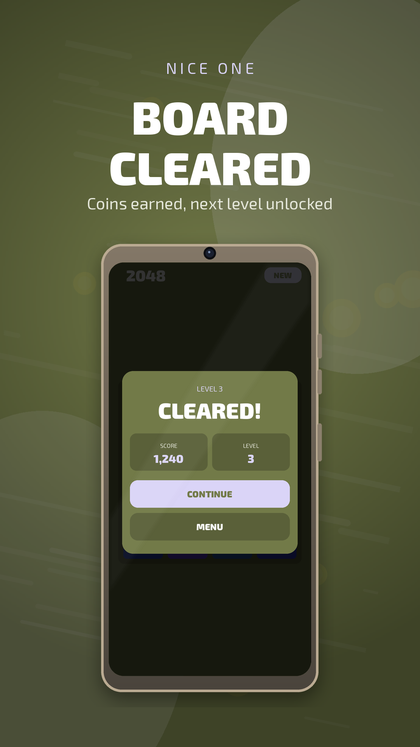 NICE ONE
BOARD
CLEARED
Coins earned, next level unlocked
2048
NEW
LEVEL 3
CLEARED!
SCORE
LEVEL
1,240
3
CONTINUE
MENU